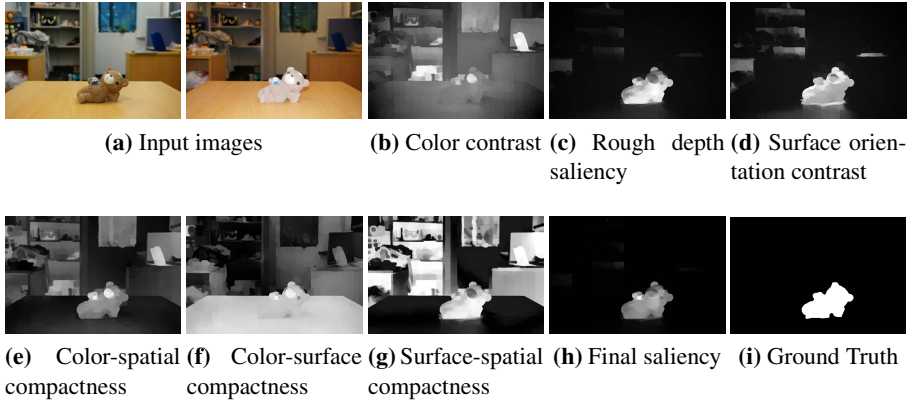 (a) Input images
(b) Color contrast
(c) Rough depth
saliency
(d) Surface orien-
tation contrast
(e) Color-spatial
compactness
(f) Color-surface
compactness
(g) Surface-spatial
compactness
(h) Final saliency
(i) Ground Truth